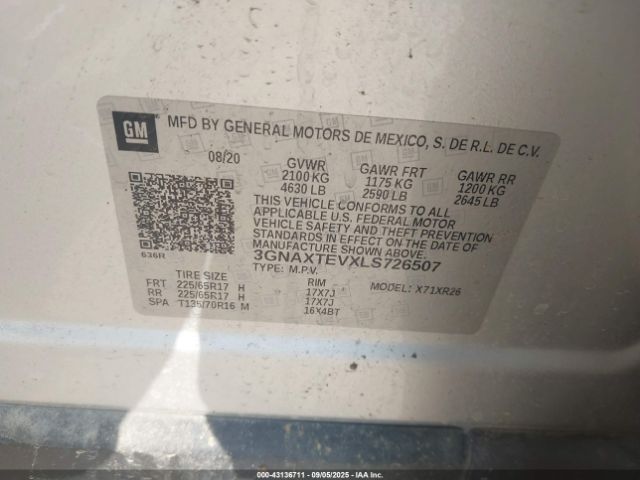 GM
MFD BY GENERAL MOTORS DE MEXICO, S. DE R.L. DE C.V.
08/20 GVWR GAWR FRT GAWR RR
2100 KG 1175 KG 1200 KG
4630 LB 2590 LB 2645 LB
THIS VEHICLE CONFORMS TO ALL
APPLICABLE U.S. FEDERAL MOTOR
VEHICLE SAFETY AND THEFT
PREVENTION STANDARDS IN EFFECT
ON THE DATE OF
MANUFACTURE SHOWN ABOVE.
636R 3GNAXTEVXLS726507
TYPE: M.P.V. MODEL: X71XR26
TIRE SIZE RIM
FRT 225/65R17 H 17X7J
RR 225/65R17 H 17X7J
SPA T135/70R16 M 16X4BT
000-43136711 - 09/05/2025 - IAA Inc.